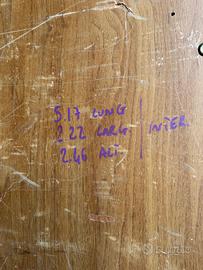 5.17 LUNG
2.22 LARG. INTER.
2.46 ALT.